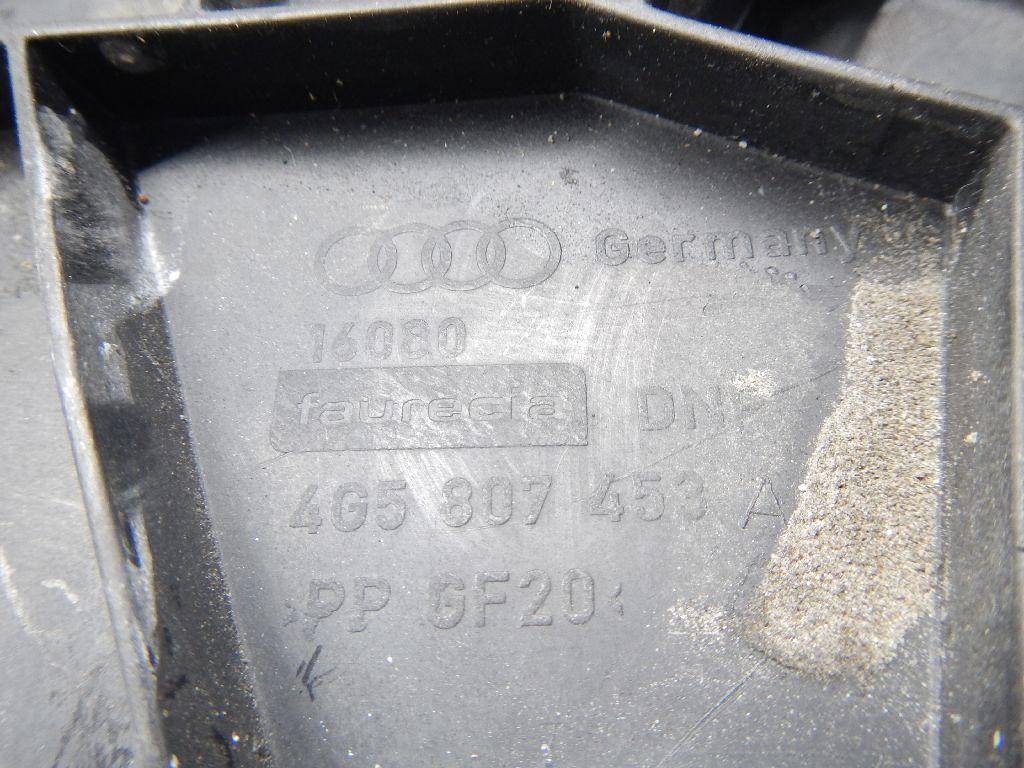 Germany
16080
faurecia DN
4G5 807 453 A
>PP GF20<